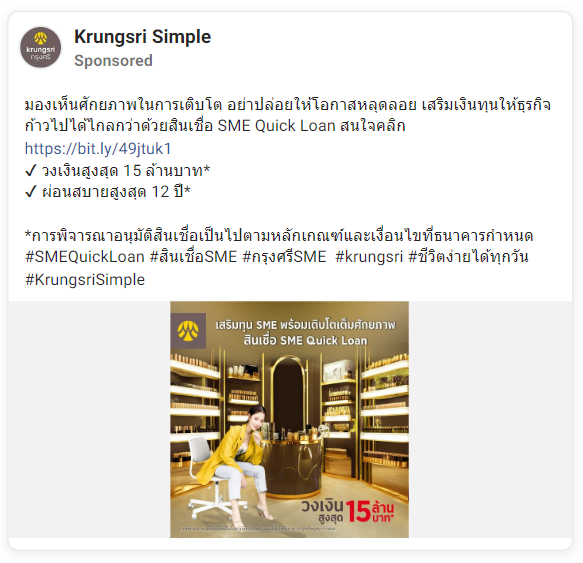 krungsri
กรุงศรี
Krungsri Simple
Sponsored
มองเห็นศักยภาพในการเติบโต อย่าปล่อยให้โอกาสหลุดลอย เสริมเงินทุนให้ธุรกิจ
ก้าวไปได้ไกลกว่าด้วยสินเชื่อ SME Quick Loan สนใจคลิก
https://bit.ly/49jtuk1
✓ วงเงินสูงสุด 15 ล้านบาท*
✓ ผ่อนสบายสูงสุด 12 ปี*
*การพิจารณาอนุมัติสินเชื่อเป็นไปตามหลักเกณฑ์และเงื่อนไขที่ธนาคารกำหนด
#SMEQuickLoan #สินเชื่อSME #กรุงศรีSME #krungsri #ชีวิตง่ายได้ทุกวัน
#KrungsriSimple
เสริมทุน SME พร้อมเติบโตเต็มศักยภาพ
สินเชื่อ SME Quick Loan
วงเงิน
สูงสุด
15 ล้าน
บาท*